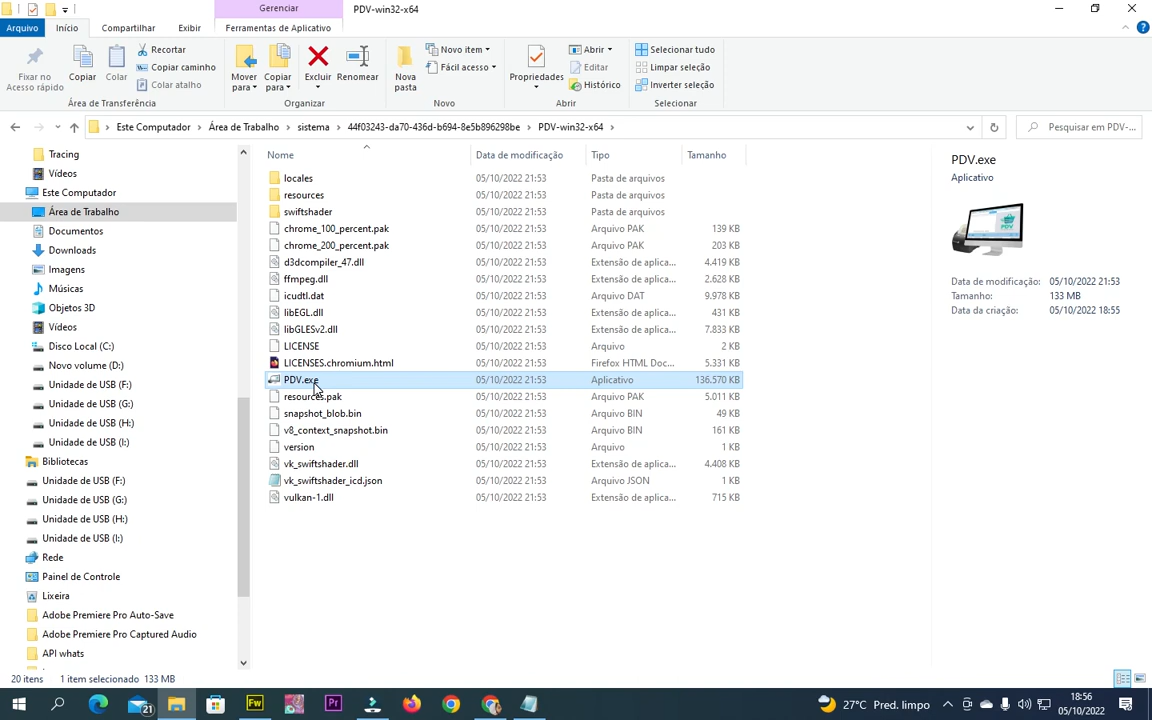 Gerenciar
PDV-win32-x64
Arquivo
Início
Compartilhar
Exibir
Ferramentas de Aplicativo
Fixar no
Acesso rápido
Copiar
Colar
Recortar
Copiar caminho
Colar atalho
Área de Transferência
Mover
para
Copiar
para
Excluir
Renomear
Organizar
Nova
pasta
Novo item
Fácil acesso
Novo
Propriedades
Abrir
Editar
Histórico
Abrir
Selecionar tudo
Limpar seleção
Inverter seleção
Selecionar
Este Computador > Área de Trabalho > sistema > 44f03243-da70-436d-b694-8e5b896298be > PDV-win32-x64 >
Pesquisar em PDV-...
Tracing
Vídeos
Este Computador
Área de Trabalho
Documentos
Downloads
Imagens
Músicas
Objetos 3D
Vídeos
Disco Local (C:)
Novo volume (D:)
Unidade de USB (F:)
Unidade de USB (G:)
Unidade de USB (H:)
Unidade de USB (I:)
Bibliotecas
Unidade de USB (F:)
Unidade de USB (G:)
Unidade de USB (H:)
Unidade de USB (I:)
Rede
Painel de Controle
Lixeira
Adobe Premiere Pro Auto-Save
Adobe Premiere Pro Captured Audio
API whats
Nome Data de modificação Tipo Tamanho
locales 05/10/2022 21:53 Pasta de arquivos
resources 05/10/2022 21:53 Pasta de arquivos
swiftshader 05/10/2022 21:53 Pasta de arquivos
chrome_100_percent.pak 05/10/2022 21:53 Arquivo PAK 139 KB
chrome_200_percent.pak 05/10/2022 21:53 Arquivo PAK 203 KB
d3dcompiler_47.dll 05/10/2022 21:53 Extensão de aplica... 4.419 KB
ffmpeg.dll 05/10/2022 21:53 Extensão de aplica... 2.628 KB
icudtl.dat 05/10/2022 21:53 Arquivo DAT 9.978 KB
libEGL.dll 05/10/2022 21:53 Extensão de aplica... 431 KB
libGLESv2.dll 05/10/2022 21:53 Extensão de aplica... 7.833 KB
LICENSE 05/10/2022 21:53 Arquivo 2 KB
LICENSES.chromium.html 05/10/2022 21:53 Firefox HTML Doc... 5.331 KB
PDV.exe 05/10/2022 21:53 Aplicativo 136.570 KB
resources.pak 05/10/2022 21:53 Arquivo PAK 5.011 KB
snapshot_blob.bin 05/10/2022 21:53 Arquivo BIN 49 KB
v8_context_snapshot.bin 05/10/2022 21:53 Arquivo BIN 161 KB
version 05/10/2022 21:53 Arquivo 1 KB
vk_swiftshader.dll 05/10/2022 21:53 Extensão de aplica... 4.408 KB
vk_swiftshader_icd.json 05/10/2022 21:53 Arquivo JSON 1 KB
vulkan-1.dll 05/10/2022 21:53 Extensão de aplica... 715 KB
PDV.exe
Aplicativo
PDV
Data de modificação: 05/10/2022 21:53
Tamanho: 133 MB
Data da criação: 05/10/2022 18:55
20 itens 1 item selecionado 133 MB
21
Fw
Pr
27°C Pred. limpo
18:56
05/10/2022